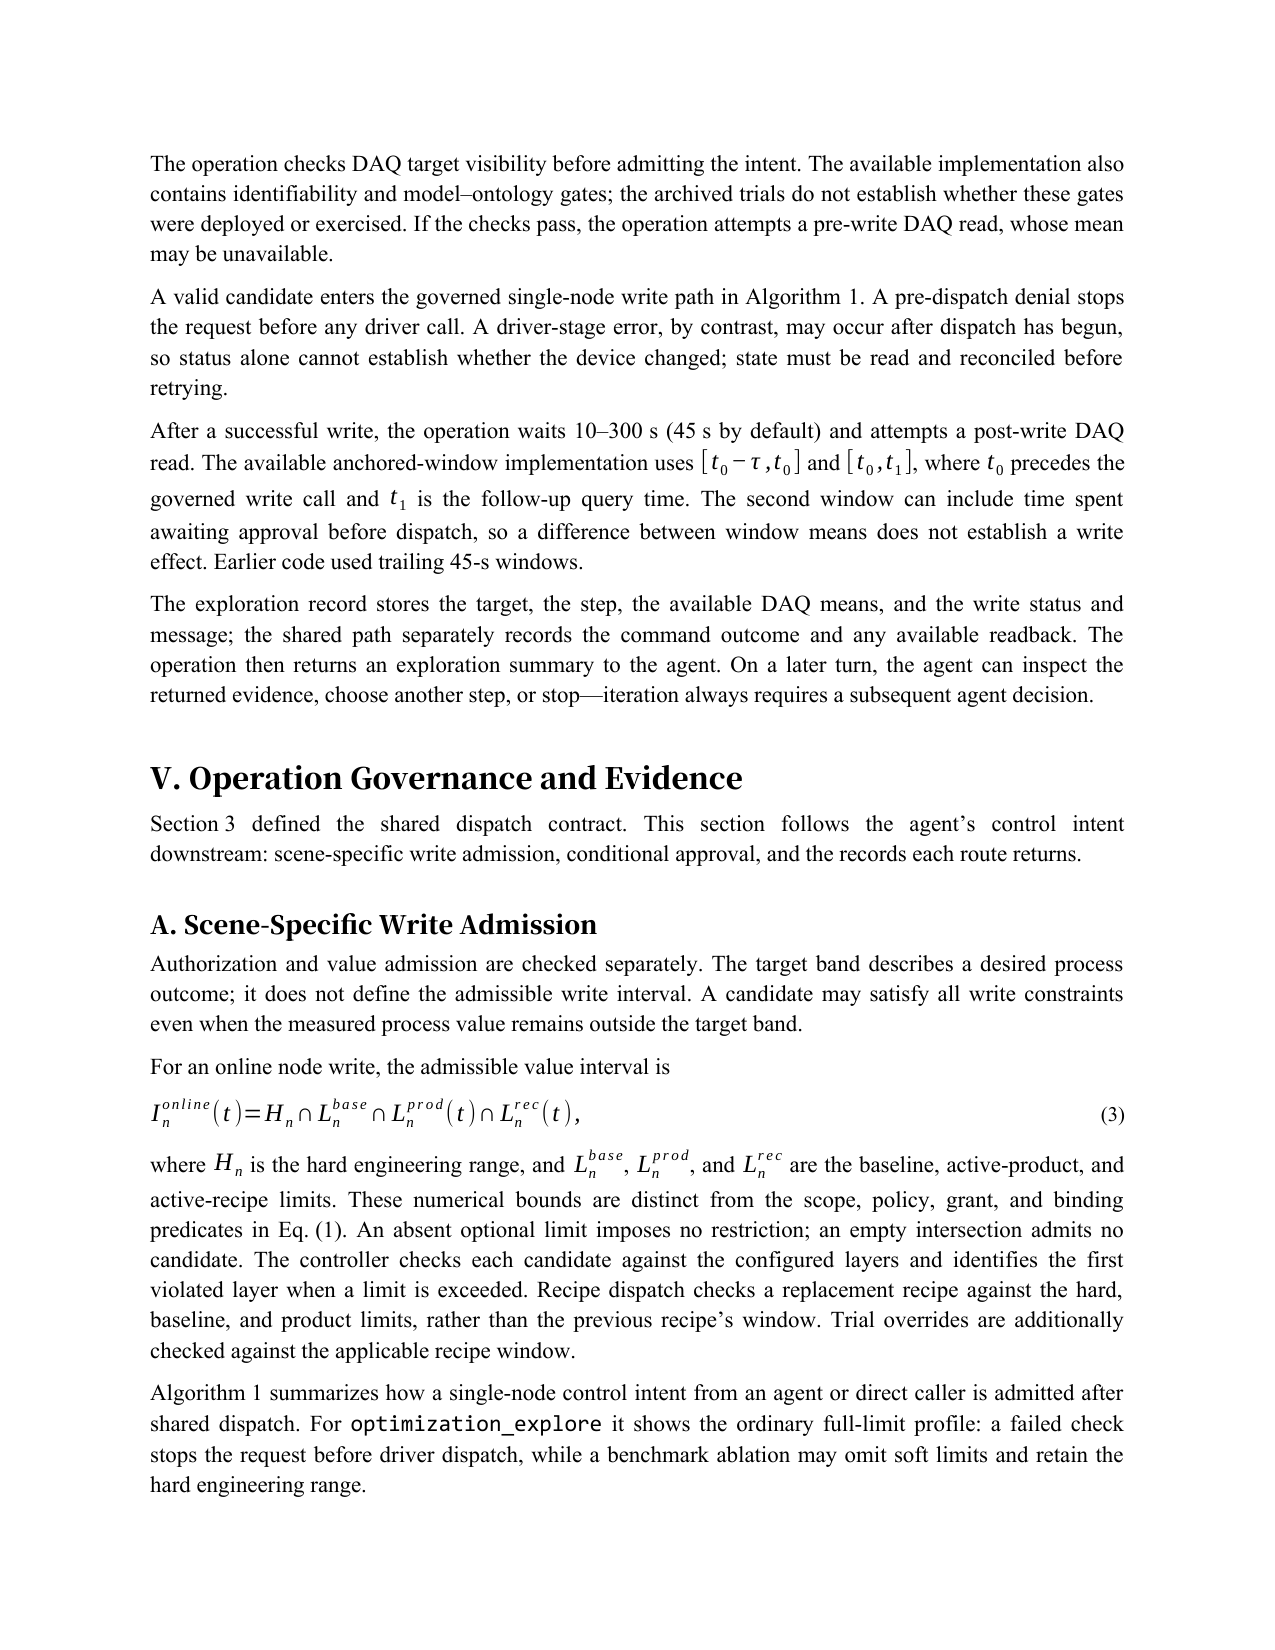 The operation checks DAQ target visibility before admitting the intent. The available implementation also
contains identifiability and model–ontology gates; the archived trials do not establish whether these gates
were deployed or exercised. If the checks pass, the operation attempts a pre-write DAQ read, whose mean
may be unavailable.
A valid candidate enters the governed single-node write path in Algorithm 1. A pre-dispatch denial stops
the request before any driver call. A driver-stage error, by contrast, may occur after dispatch has begun,
so status alone cannot establish whether the device changed; state must be read and reconciled before
retrying.
After a successful write, the operation waits 10–300 s (45 s by default) and attempts a post-write DAQ
read. The available anchored-window implementation uses [t_0 − τ, t_0] and [t_0, t_1], where t_0 precedes the
governed write call and t_1 is the follow-up query time. The second window can include time spent
awaiting approval before dispatch, so a difference between window means does not establish a write
effect. Earlier code used trailing 45-s windows.
The exploration record stores the target, the step, the available DAQ means, and the write status and
message; the shared path separately records the command outcome and any available readback. The
operation then returns an exploration summary to the agent. On a later turn, the agent can inspect the
returned evidence, choose another step, or stop—iteration always requires a subsequent agent decision.
V. Operation Governance and Evidence
Section 3 defined the shared dispatch contract. This section follows the agent’s control intent
downstream: scene-specific write admission, conditional approval, and the records each route returns.
A. Scene-Specific Write Admission
Authorization and value admission are checked separately. The target band describes a desired process
outcome; it does not define the admissible write interval. A candidate may satisfy all write constraints
even when the measured process value remains outside the target band.
For an online node write, the admissible value interval is
I_n^{online}(t) = H_n ∩ L_n^{base} ∩ L_n^{prod}(t) ∩ L_n^{rec}(t), (3)
where H_n is the hard engineering range, and L_n^{base}, L_n^{prod}, and L_n^{rec} are the baseline, active-product, and
active-recipe limits. These numerical bounds are distinct from the scope, policy, grant, and binding
predicates in Eq. (1). An absent optional limit imposes no restriction; an empty intersection admits no
candidate. The controller checks each candidate against the configured layers and identifies the first
violated layer when a limit is exceeded. Recipe dispatch checks a replacement recipe against the hard,
baseline, and product limits, rather than the previous recipe’s window. Trial overrides are additionally
checked against the applicable recipe window.
Algorithm 1 summarizes how a single-node control intent from an agent or direct caller is admitted after
shared dispatch. For optimization_explore it shows the ordinary full-limit profile: a failed check
stops the request before driver dispatch, while a benchmark ablation may omit soft limits and retain the
hard engineering range.